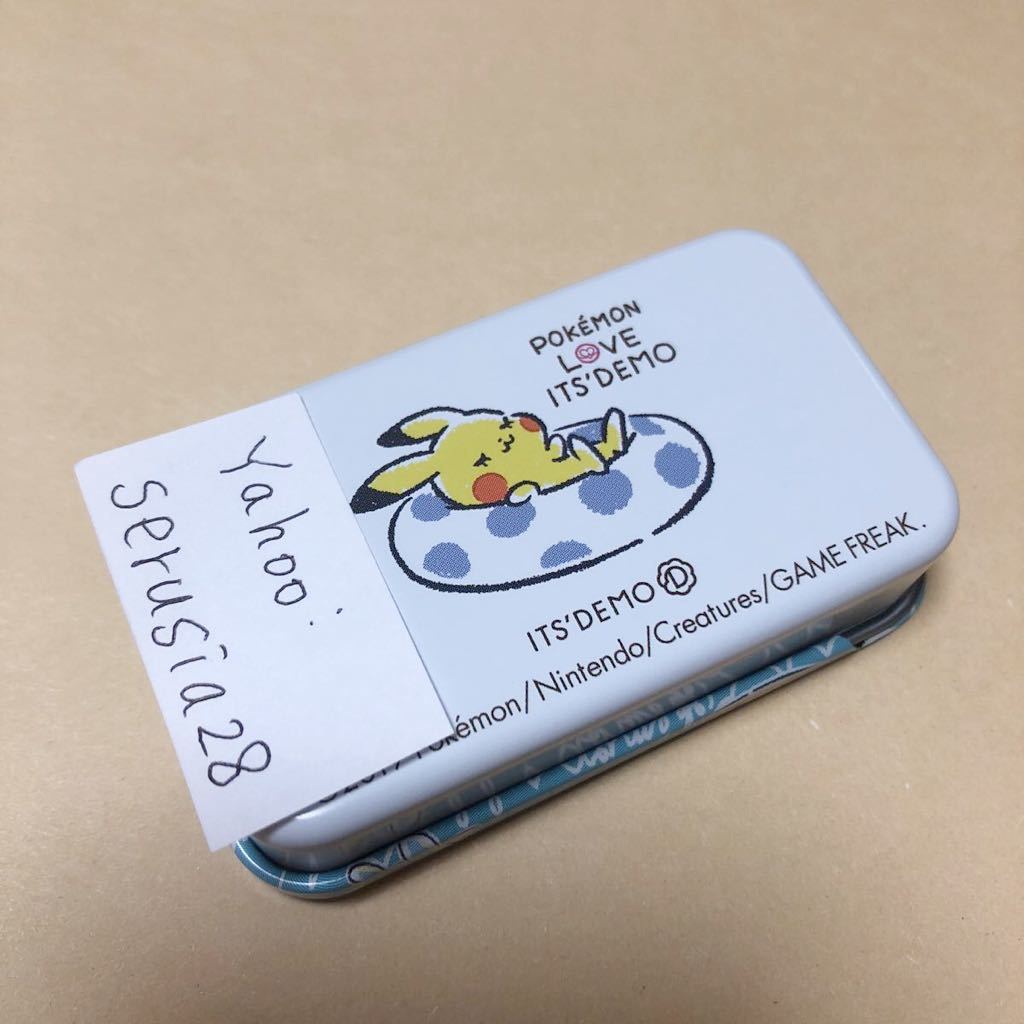 POKÉMON
LOVE
ITS'DEMO
ITS'DEMO D
Pokémon/Nintendo/Creatures/GAME FREAK.
Yahoo:
serusia28